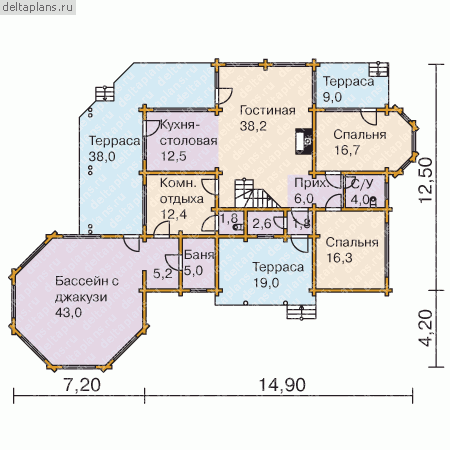 deltaplans.ru
Терраса
9,0
Гостиная
38,2
Кухня-
столовая
12,5
Терраса
38,0
Спальня
16,7
Комн.
отдыха
12,4
Прих.
6,0
С/У
4,0
1,8
2,6
1,8
Спальня
16,3
Баня
5,0
5,2
Терраса
19,0
Бассейн с
джакузи
43,0
12,50
4,20
7,20
14,90